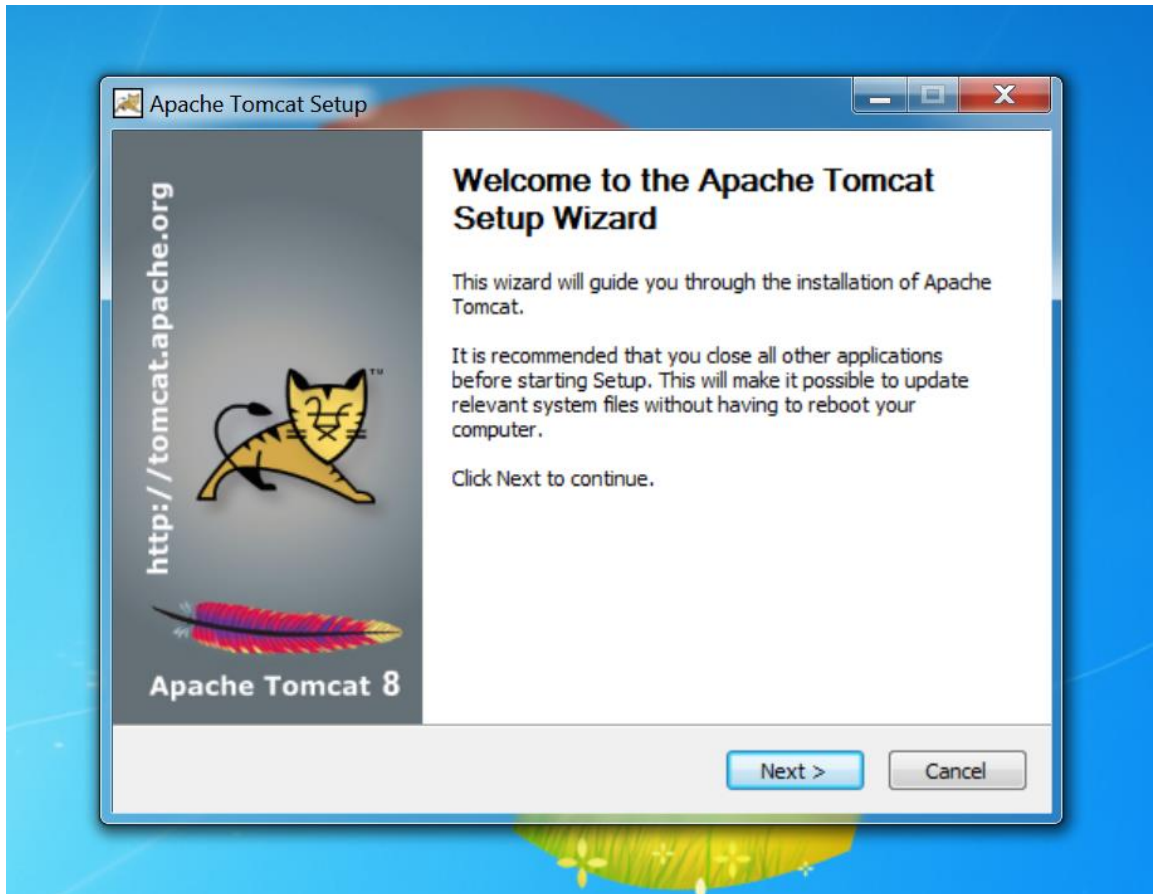 Apache Tomcat Setup
http://tomcat.apache.org
TM
Apache Tomcat 8
Welcome to the Apache Tomcat
Setup Wizard
This wizard will guide you through the installation of Apache
Tomcat.
It is recommended that you close all other applications
before starting Setup. This will make it possible to update
relevant system files without having to reboot your
computer.
Click Next to continue.
Next >
Cancel